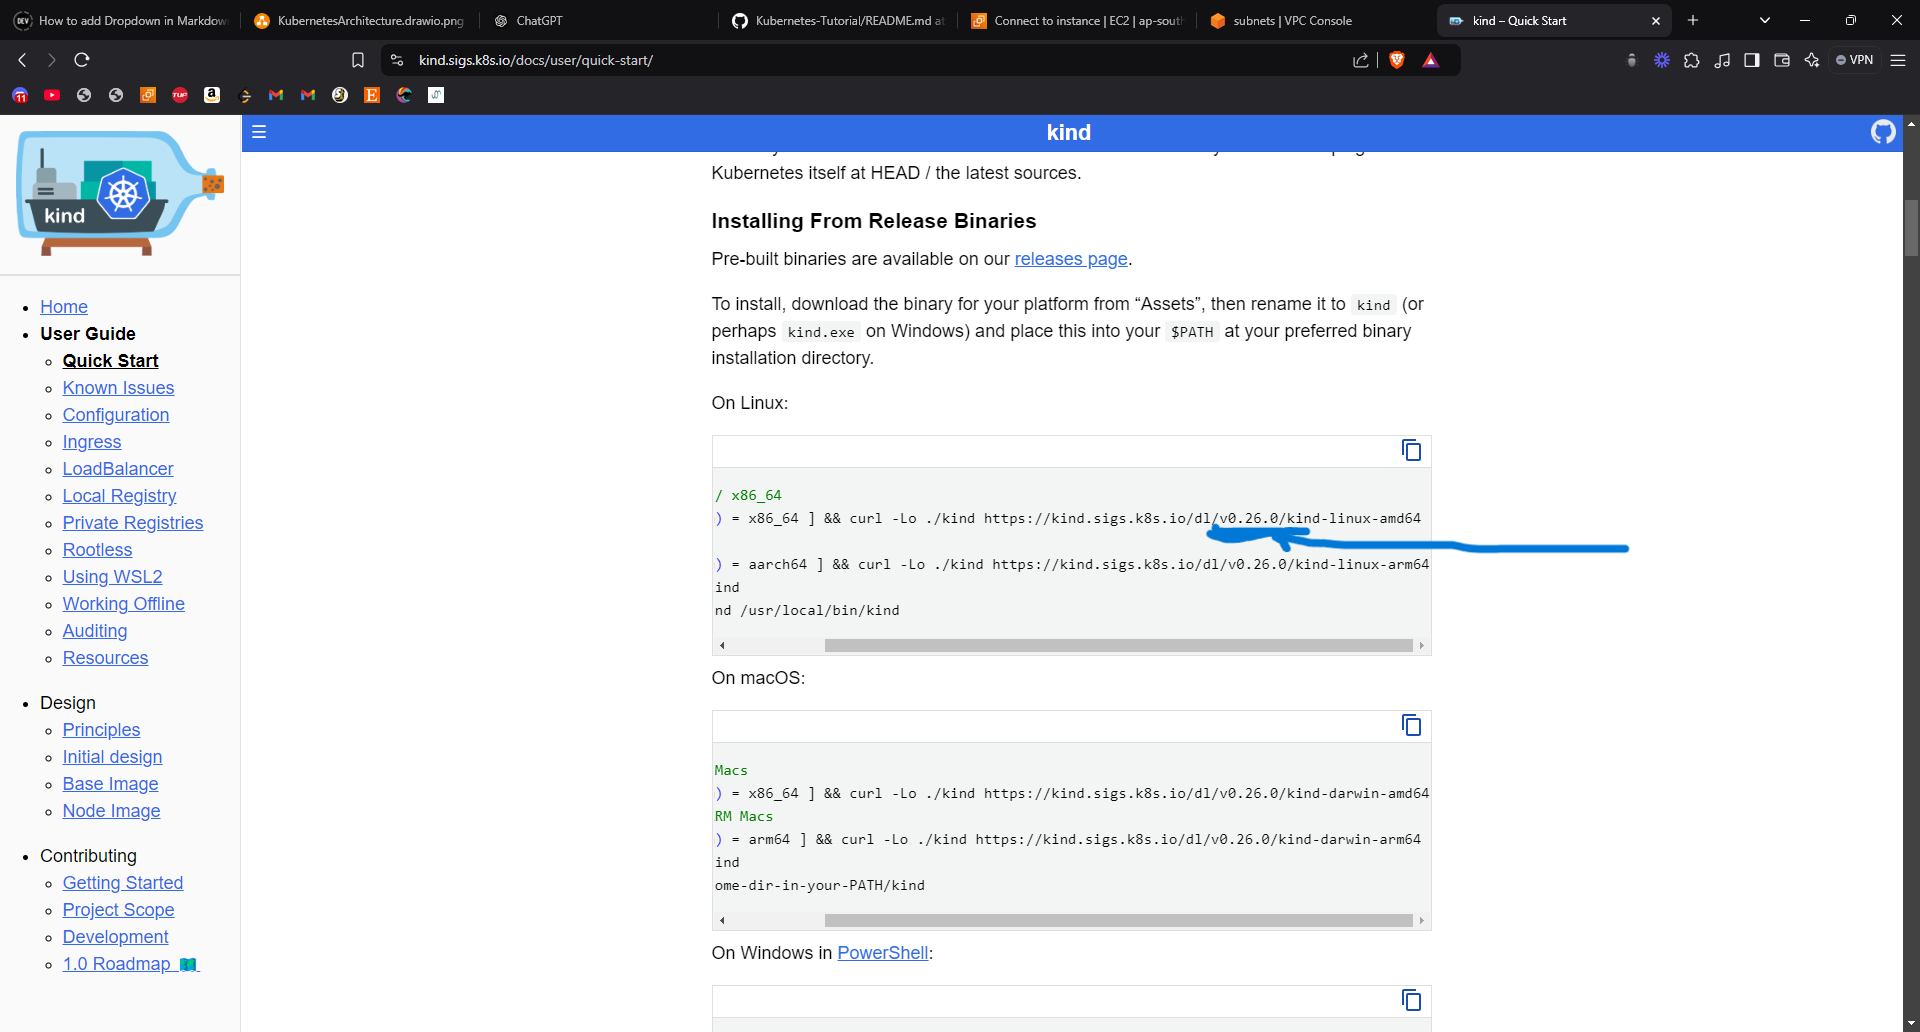 How to add Dropdown in Markdow
KubernetesArchitecture.drawio.png
ChatGPT
Kubernetes-Tutorial/README.md at
Connect to instance | EC2 | ap-south
subnets | VPC Console
kind – Quick Start
kind.sigs.k8s.io/docs/user/quick-start/
VPN
kind
kind
Home
User Guide
Quick Start
Known Issues
Configuration
Ingress
LoadBalancer
Local Registry
Private Registries
Rootless
Using WSL2
Working Offline
Auditing
Resources
Design
Principles
Initial design
Base Image
Node Image
Contributing
Getting Started
Project Scope
Development
1.0 Roadmap
Kubernetes itself at HEAD / the latest sources.
Installing From Release Binaries
Pre-built binaries are available on our releases page.
To install, download the binary for your platform from “Assets”, then rename it to kind (or
perhaps kind.exe on Windows) and place this into your $PATH at your preferred binary
installation directory.
On Linux:
/ x86_64
) = x86_64 ] && curl -Lo ./kind https://kind.sigs.k8s.io/dl/v0.26.0/kind-linux-amd64
) = aarch64 ] && curl -Lo ./kind https://kind.sigs.k8s.io/dl/v0.26.0/kind-linux-arm64
ind
nd /usr/local/bin/kind
On macOS:
Macs
) = x86_64 ] && curl -Lo ./kind https://kind.sigs.k8s.io/dl/v0.26.0/kind-darwin-amd64
RM Macs
) = arm64 ] && curl -Lo ./kind https://kind.sigs.k8s.io/dl/v0.26.0/kind-darwin-arm64
ind
ome-dir-in-your-PATH/kind
On Windows in PowerShell: